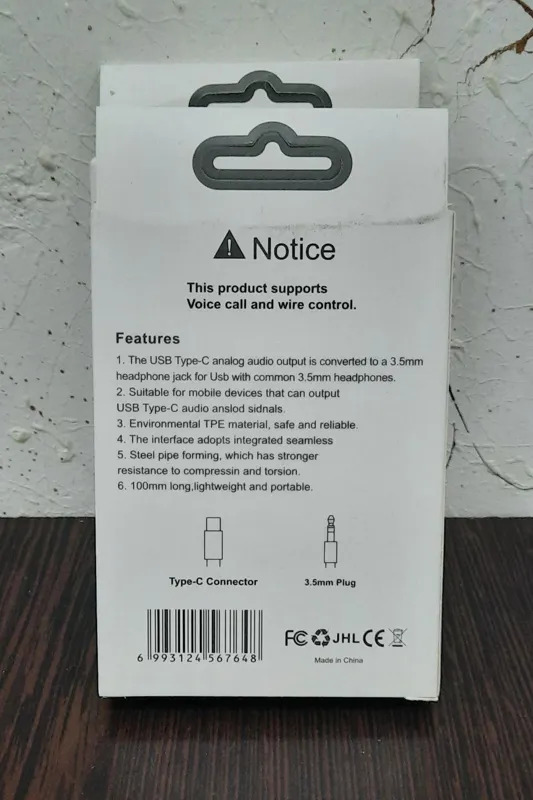 Notice
This product supports
Voice call and wire control.
Features
1. The USB Type-C analog audio output is converted to a 3.5mm
headphone jack for Usb with common 3.5mm headphones.
2. Suitable for mobile devices that can output
USB Type-C audio anslod sidnals.
3. Environmental TPE material, safe and reliable.
4. The interface adopts integrated seamless
5. Steel pipe forming, which has stronger
resistance to compressin and torsion.
6. 100mm long,lightweight and portable.
Type-C Connector
3.5mm Plug
6 993124 567648
FC JHL CE
Made in China